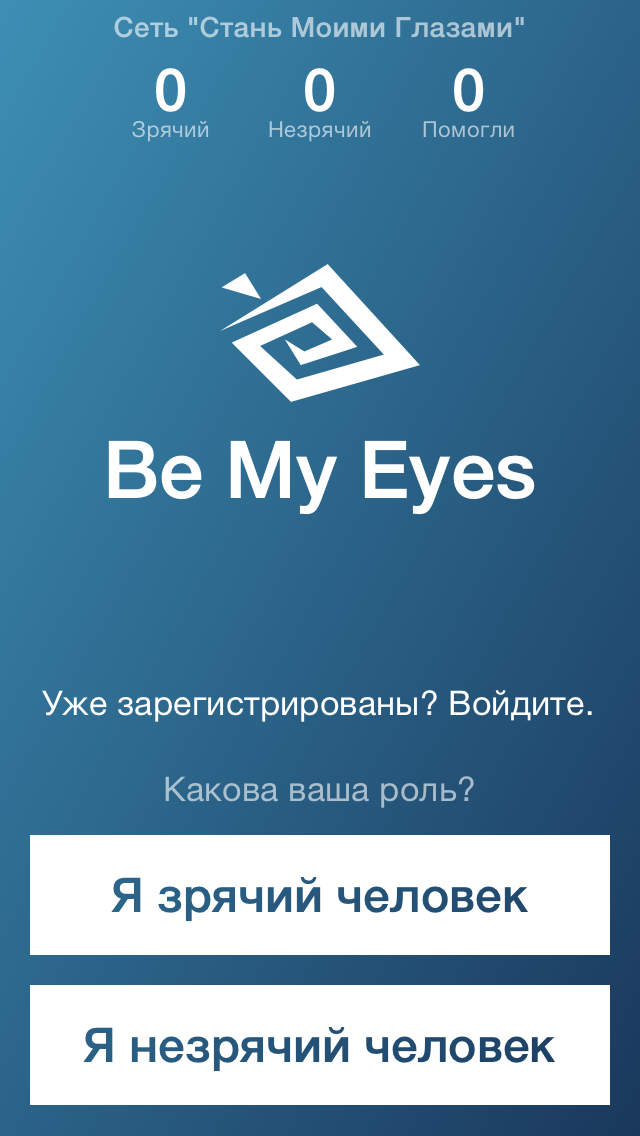 Сеть "Стань Моими Глазами"
0 0 0
Зрячий Незрячий Помогли
Be My Eyes
Уже зарегистрированы? Войдите.
Какова ваша роль?
Я зрячий человек
Я незрячий человек